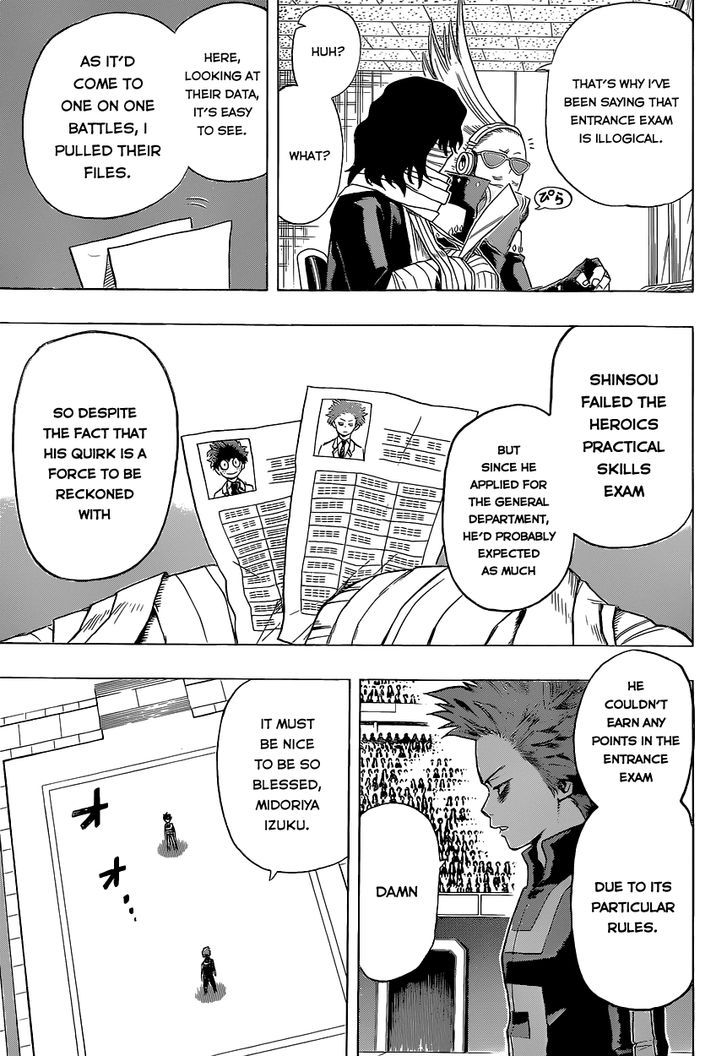 THAT'S WHY I'VE
BEEN SAYING THAT
ENTRANCE EXAM
IS ILLOGICAL.
HUH?
WHAT?
ぴら
HERE,
LOOKING AT
THEIR DATA,
IT'S EASY
TO SEE.
AS IT'D
COME TO
ONE ON ONE
BATTLES, I
PULLED THEIR
FILES.
SHINSOU
FAILED THE
HEROICS
PRACTICAL
SKILLS
EXAM
BUT
SINCE HE
APPLIED FOR
THE GENERAL
DEPARTMENT,
HE'D PROBABLY
EXPECTED
AS MUCH
SO DESPITE
THE FACT THAT
HIS QUIRK IS A
FORCE TO BE
RECKONED
WITH
HE
COULDN'T
EARN ANY
POINTS IN THE
ENTRANCE
EXAM
DUE TO ITS
PARTICULAR
RULES.
DAMN
IT MUST
BE NICE
TO BE SO
BLESSED,
MIDORIYA
IZUKU.